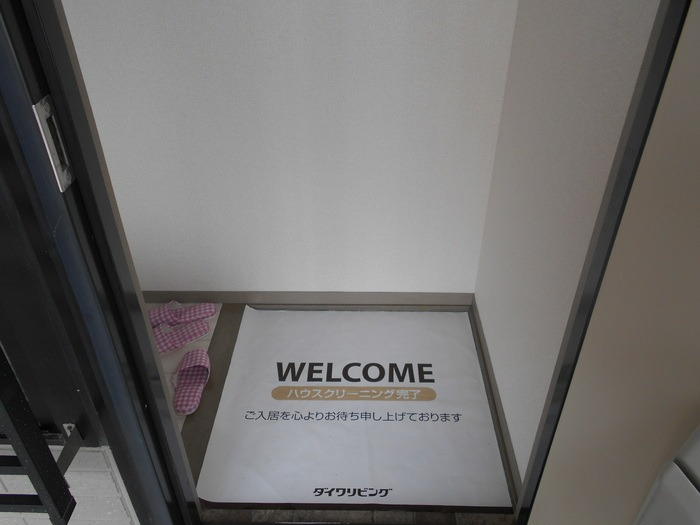 WELCOME
ハウスクリーニング完了
ご入居を心よりお待ち申し上げております
ダイワリビング